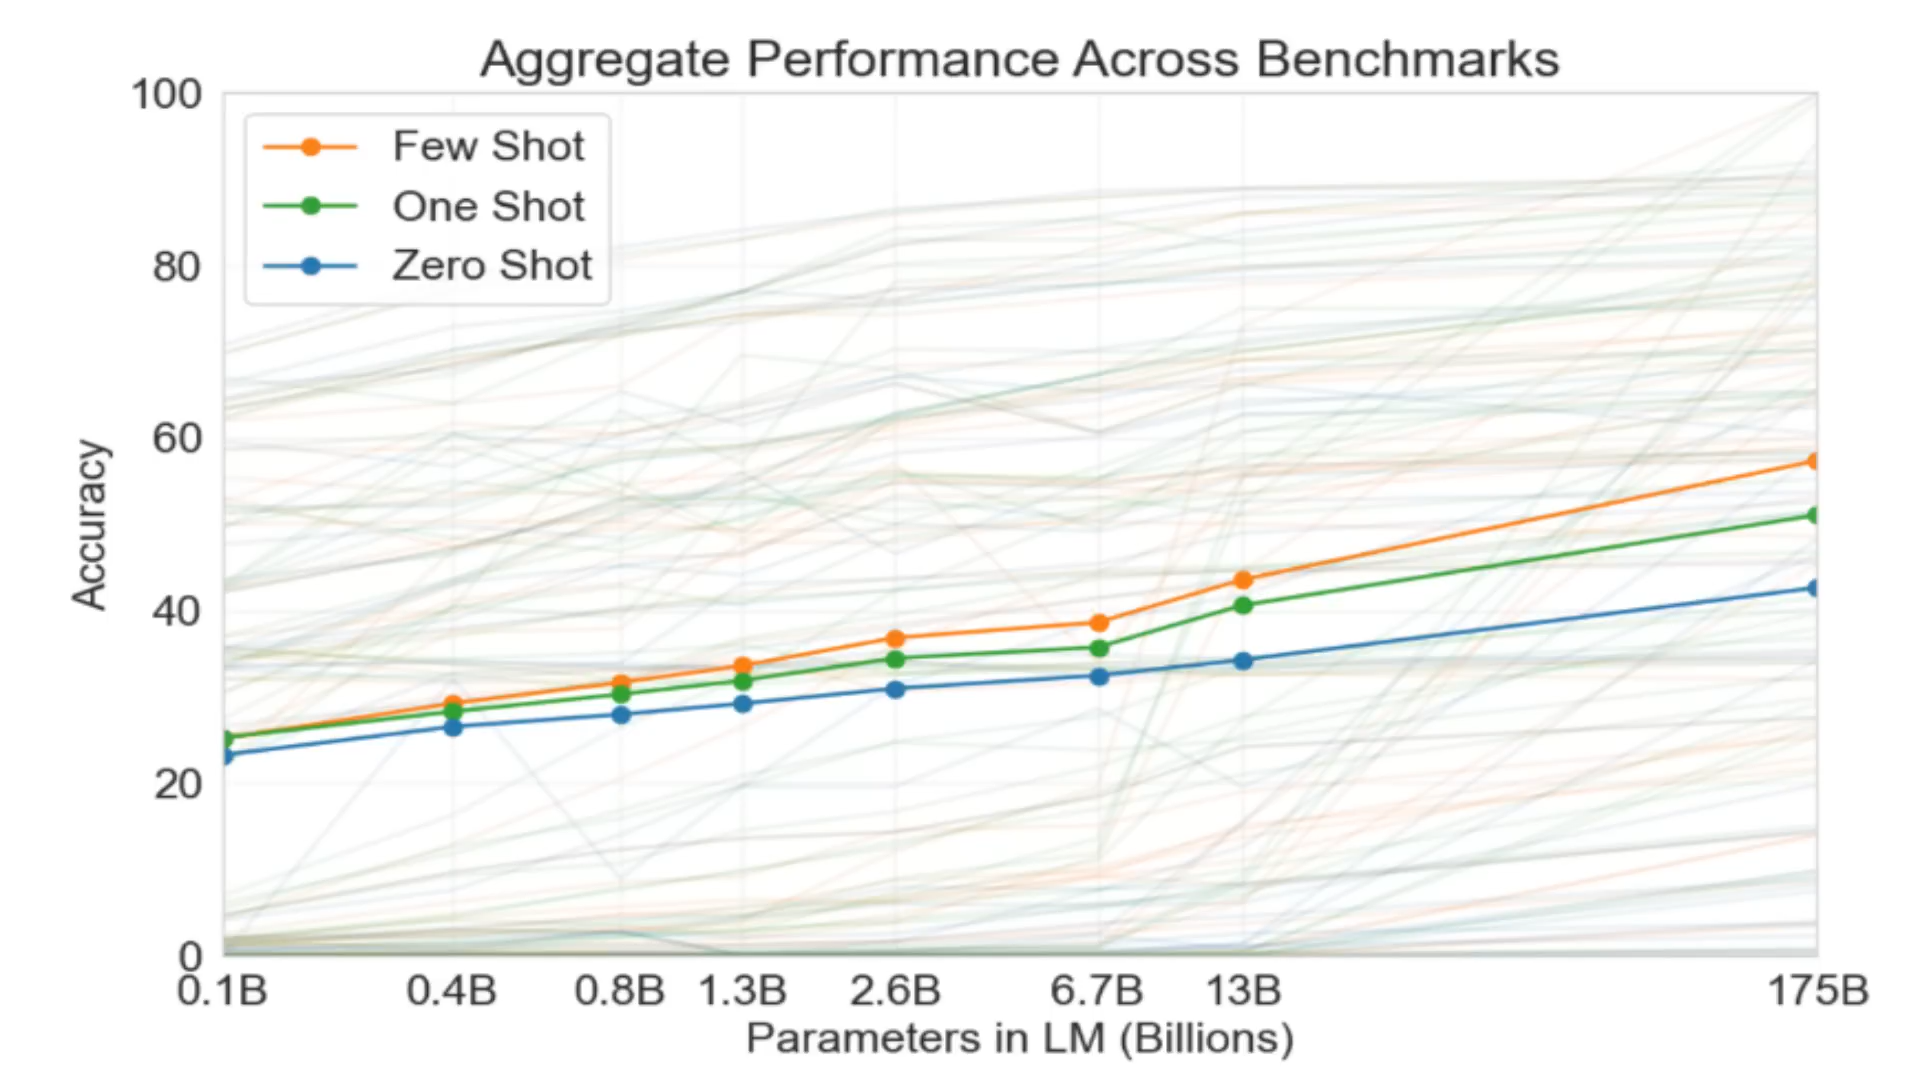 Aggregate Performance Across Benchmarks
100
Few Shot
One Shot
Zero Shot
80
60
40
20
0
Accuracy
0.1B 0.4B 0.8B 1.3B 2.6B 6.7B 13B 175B
Parameters in LM (Billions)